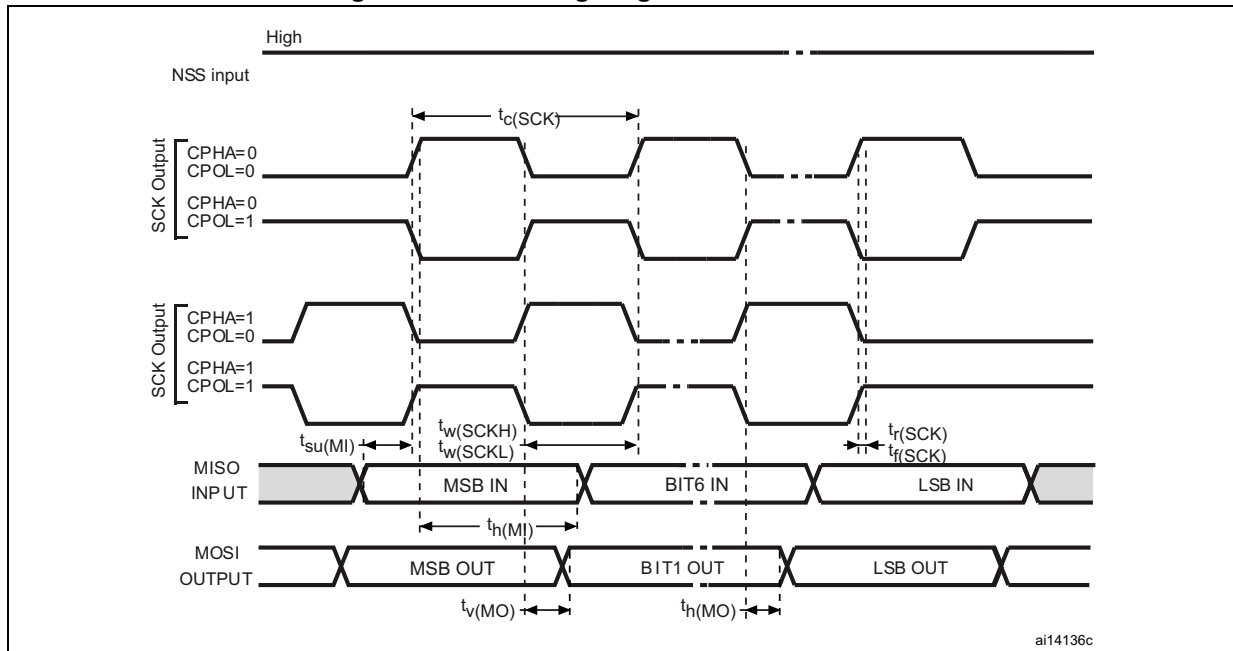 High
NSS input
tc(SCK)
SCK Output
CPHA=0
CPOL=0
CPHA=0
CPOL=1
SCK Output
CPHA=1
CPOL=0
CPHA=1
CPOL=1
tsu(MI)
tw(SCKH)
tw(SCKL)
tr(SCK)
tf(SCK)
MISO
INPUT
MSB IN
BIT6 IN
LSB IN
th(MI)
MOSI
OUTPUT
MSB OUT
BIT1 OUT
LSB OUT
tv(MO)
th(MO)
ai14136c